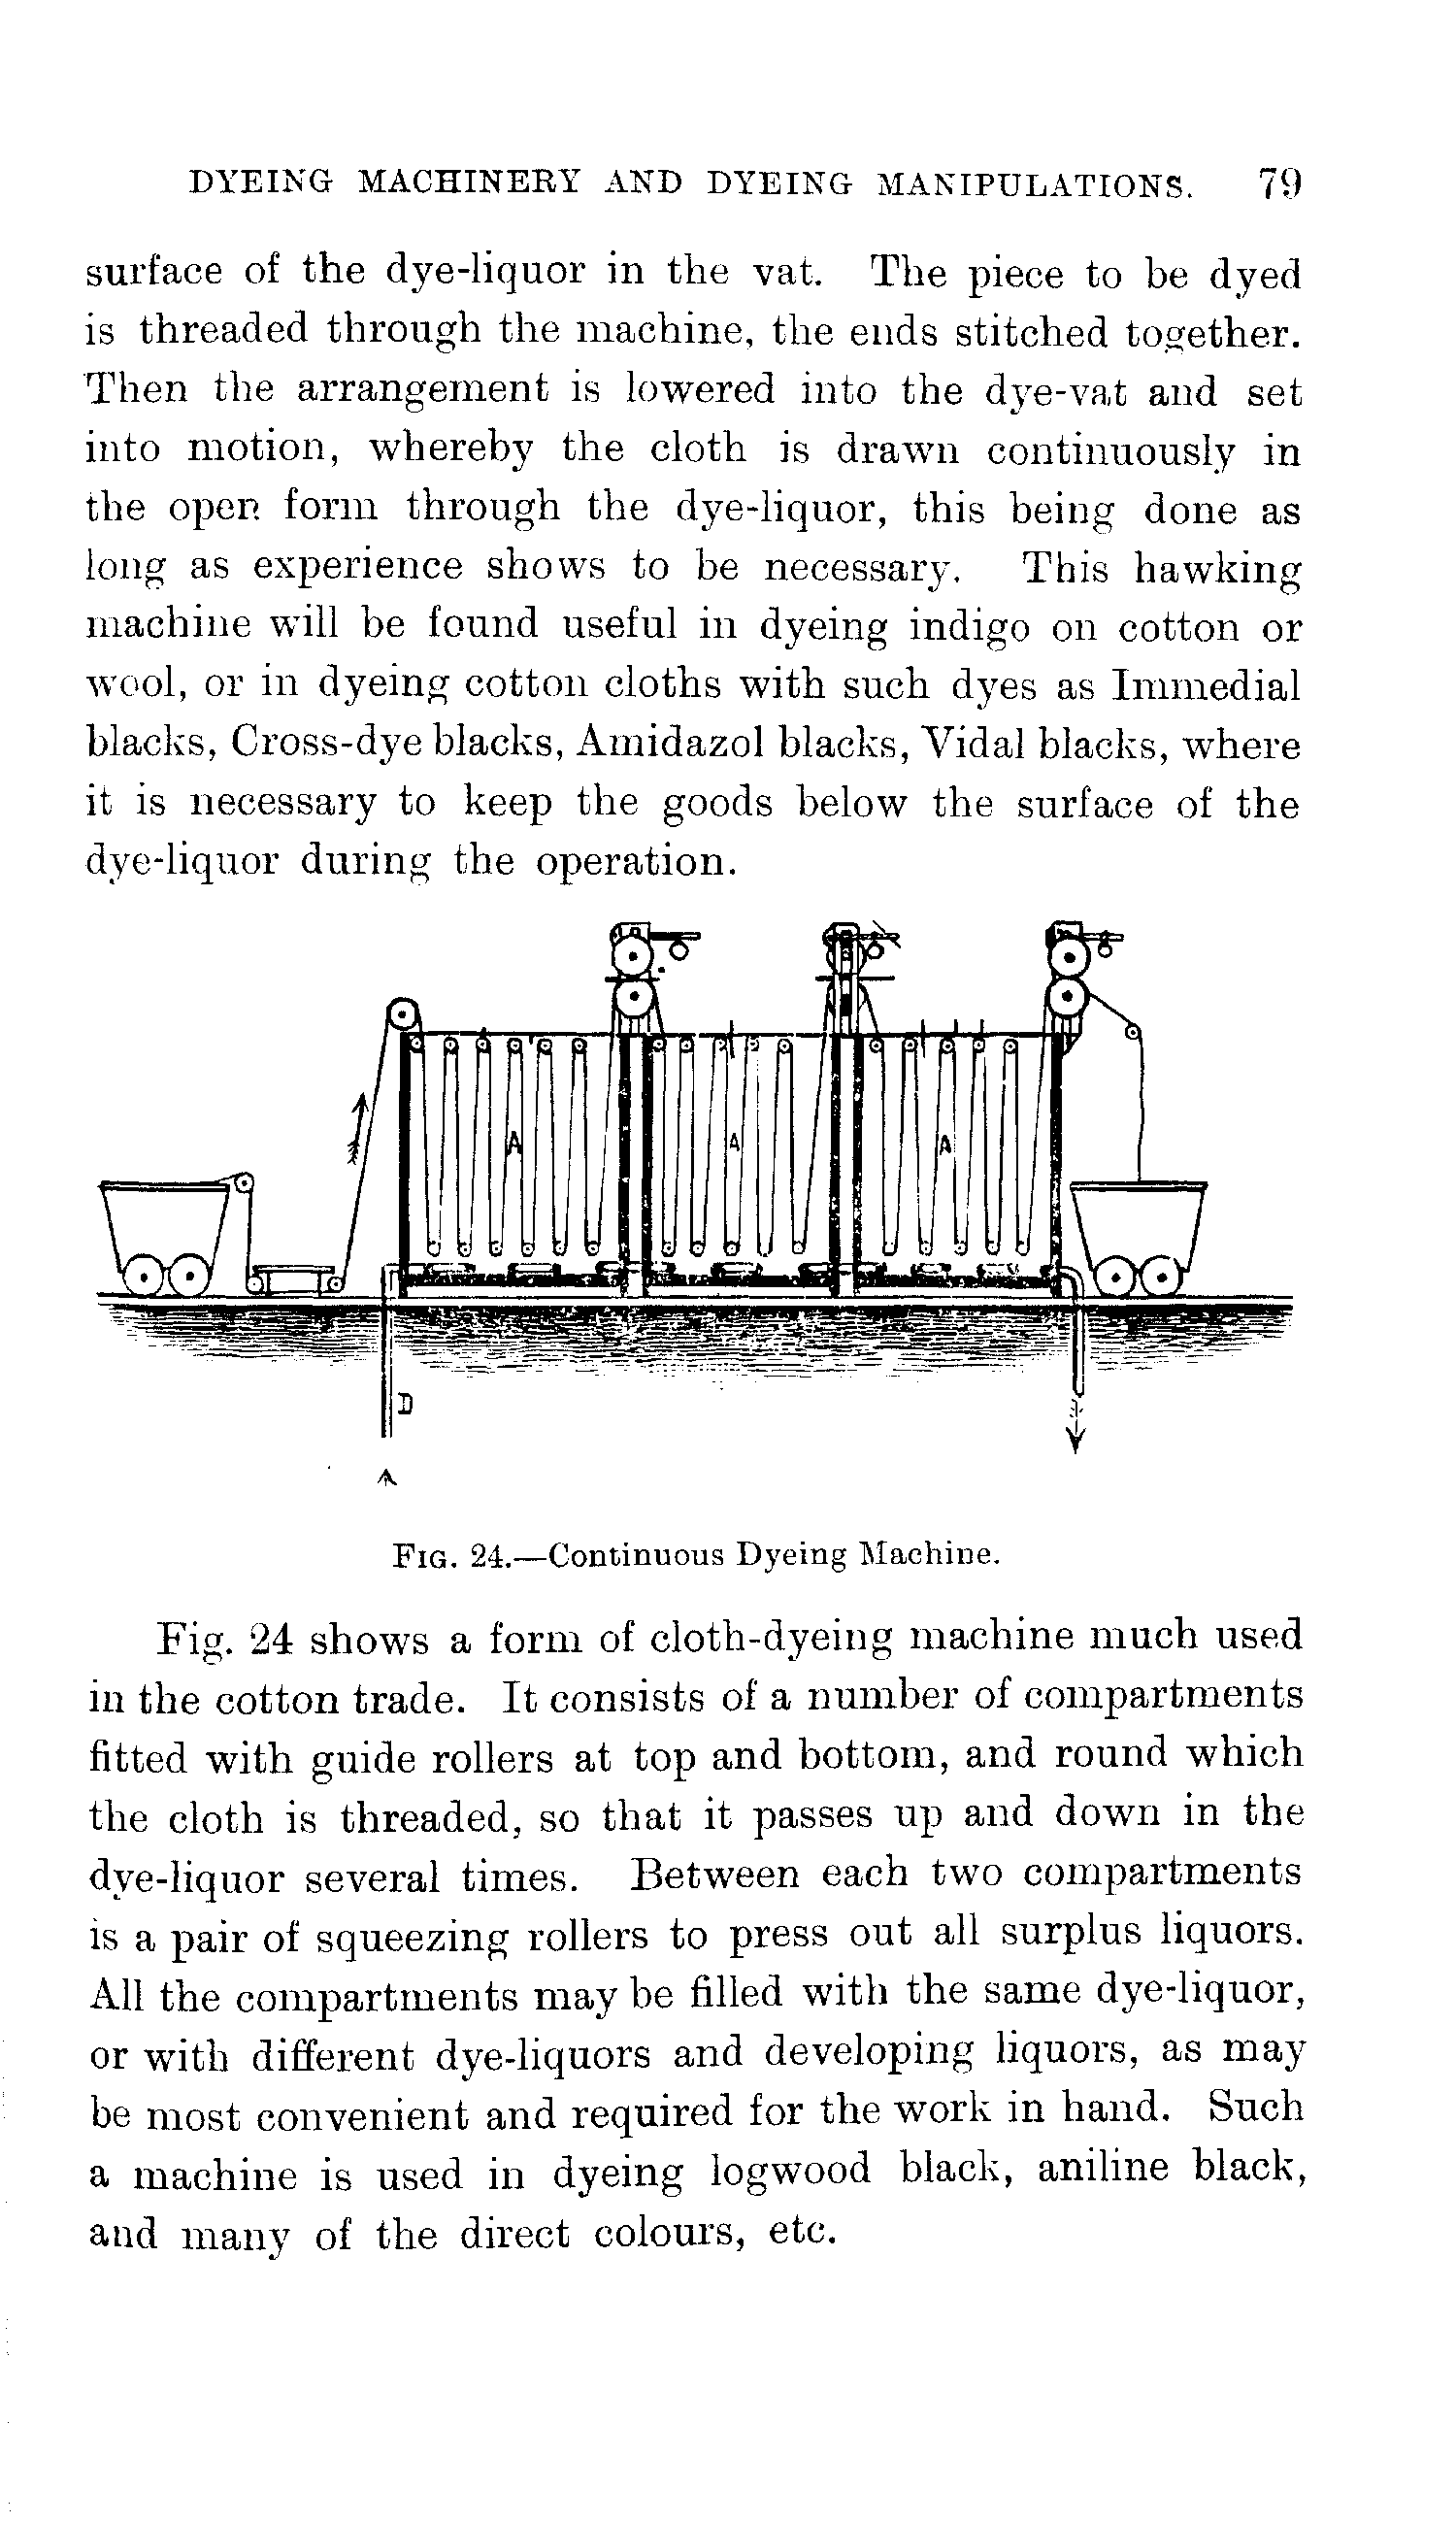 DYEING MACHINERY AND DYEING MANIPULATIONS. 79
surface of the dye-liquor in the vat. The piece to be dyed
is threaded through the machine, the ends stitched together.
Then the arrangement is lowered into the dye-vat and set
into motion, whereby the cloth is drawn continuously in
the open form through the dye-liquor, this being done as
long as experience shows to be necessary. This hawking
machine will be found useful in dyeing indigo on cotton or
wool, or in dyeing cotton cloths with such dyes as Immedial
blacks, Cross-dye blacks, Amidazol blacks, Vidal blacks, where
it is necessary to keep the goods below the surface of the
dye-liquor during the operation.
A A A
D
FIG. 24.—Continuous Dyeing Machine.
Fig. 24 shows a form of cloth-dyeing machine much used
in the cotton trade. It consists of a number of compartments
fitted with guide rollers at top and bottom, and round which
the cloth is threaded, so that it passes up and down in the
dye-liquor several times. Between each two compartments
is a pair of squeezing rollers to press out all surplus liquors.
All the compartments may be filled with the same dye-liquor,
or with different dye-liquors and developing liquors, as may
be most convenient and required for the work in hand. Such
a machine is used in dyeing logwood black, aniline black,
and many of the direct colours, etc.